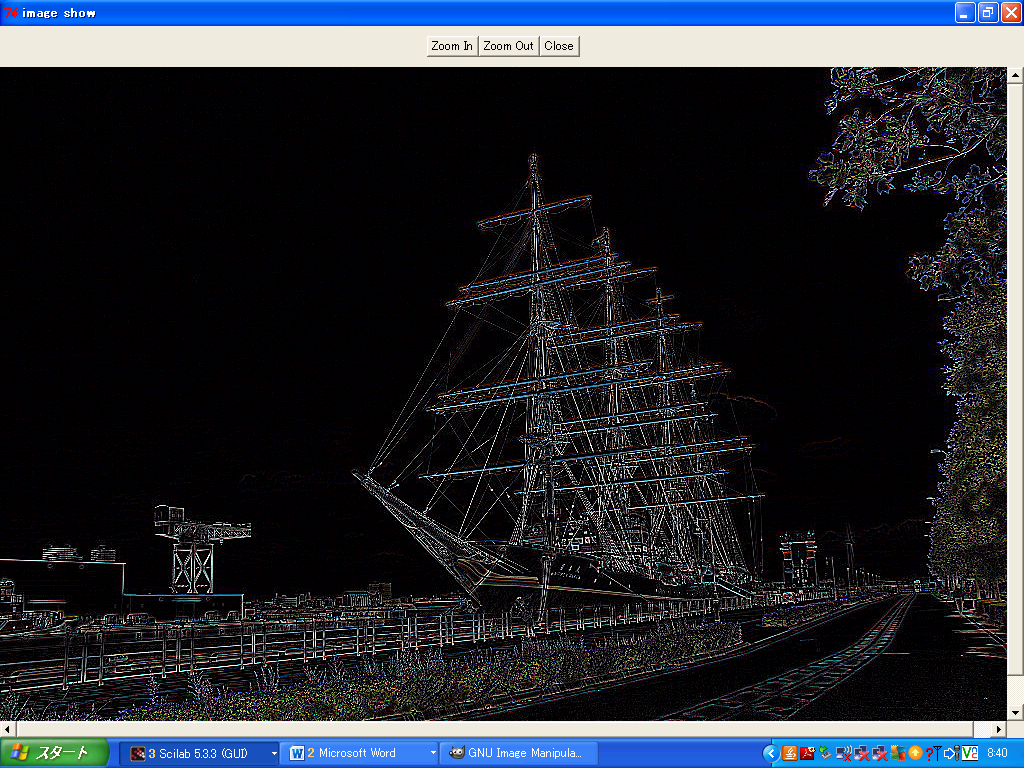 image show
Zoom In Zoom Out Close
スタート 3 Scilab 5.3.3 (GUI) 2 Microsoft Word GNU Image Manipula... 8:40